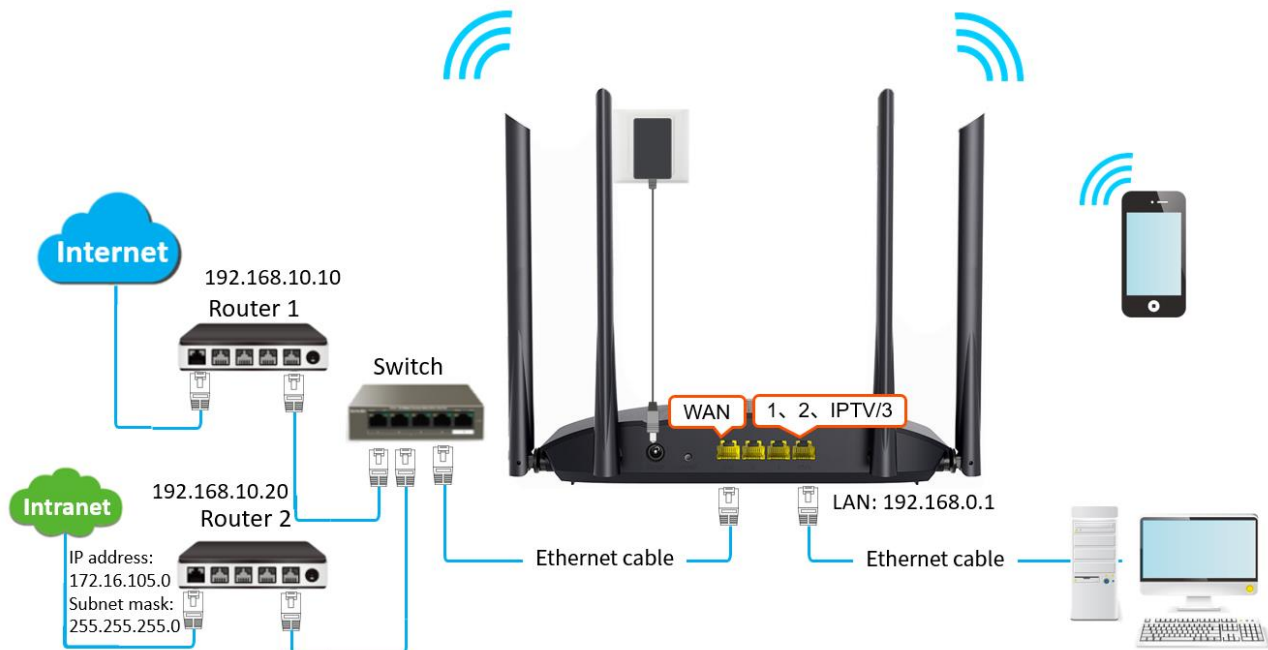 Internet
192.168.10.10
Router 1
Switch
WAN
1、2、IPTV/3
Intranet
192.168.10.20
Router 2
IP address:
172.16.105.0
Subnet mask:
255.255.255.0
LAN: 192.168.0.1
Ethernet cable
Ethernet cable